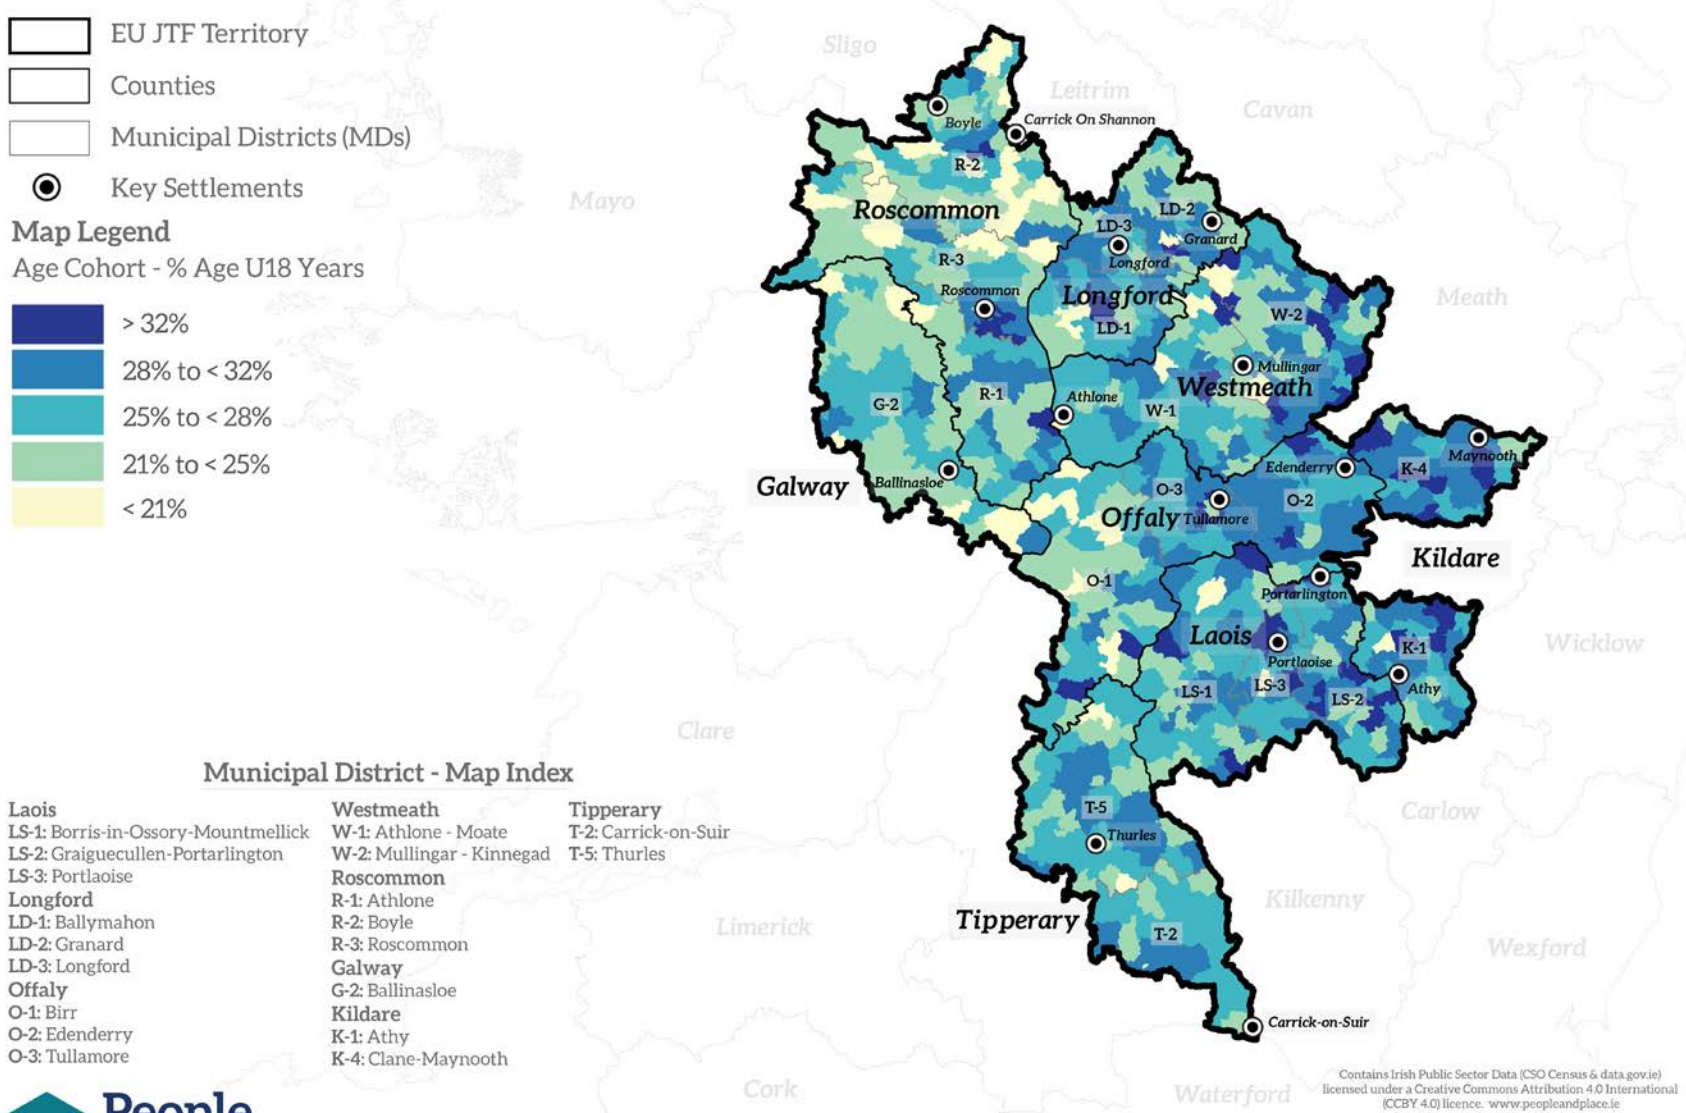 EU JTF Territory
Counties
Municipal Districts (MDs)
Key Settlements
Map Legend
Age Cohort - % Age U18 Years
> 32%
28% to < 32%
25% to < 28%
21% to < 25%
< 21%
Sligo
Leitrim
Cavan
Mayo
Meath
Clare
Limerick
Cork
Wicklow
Carlow
Kilkenny
Wexford
Waterford
Boyle
Carrick On Shannon
R-2
Roscommon
R-3
Roscommon
LD-2
LD-3
Granard
Longford
Longford
LD-1
W-2
Mullingar
Westmeath
G-2
R-1
Athlone
W-1
Galway
Ballinasloe
Edenderry
Maynooth
K-4
O-3
O-2
Offaly
Tullamore
Kildare
O-1
Portarlington
Laois
Portlaoise
K-1
Athy
LS-1
LS-3
LS-2
T-5
Thurles
Tipperary
T-2
Carrick-on-Suir
Municipal District - Map Index
Laois
LS-1: Borris-in-Ossory-Mountmellick
LS-2: Graiguecullen-Portarlington
LS-3: Portlaoise
Longford
LD-1: Ballymahon
LD-2: Granard
LD-3: Longford
Offaly
O-1: Birr
O-2: Edenderry
O-3: Tullamore
Westmeath
W-1: Athlone - Moate
W-2: Mullingar - Kinnegad
Roscommon
R-1: Athlone
R-2: Boyle
R-3: Roscommon
Galway
G-2: Ballinasloe
Kildare
K-1: Athy
K-4: Clane-Maynooth
Tipperary
T-2: Carrick-on-Suir
T-5: Thurles
People
Contains Irish Public Sector Data (CSO Census & data.gov.ie)
licensed under a Creative Commons Attribution 4.0 International
(CCBY 4.0) licence. www.peopleandplace.ie